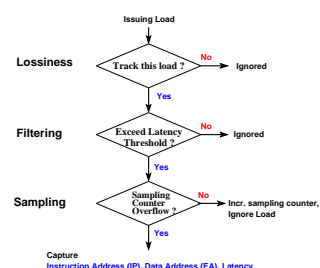 Issuing Load
Lossiness
Track this load ?
No
Ignored
Yes
Filtering
Exceed Latency
Threshold ?
No
Ignored
Yes
Sampling
Sampling
Counter
Overflow ?
No
Incr. sampling counter,
Ignore Load
Yes
Capture
Instruction Address (IP), Data Address (EA), Latency